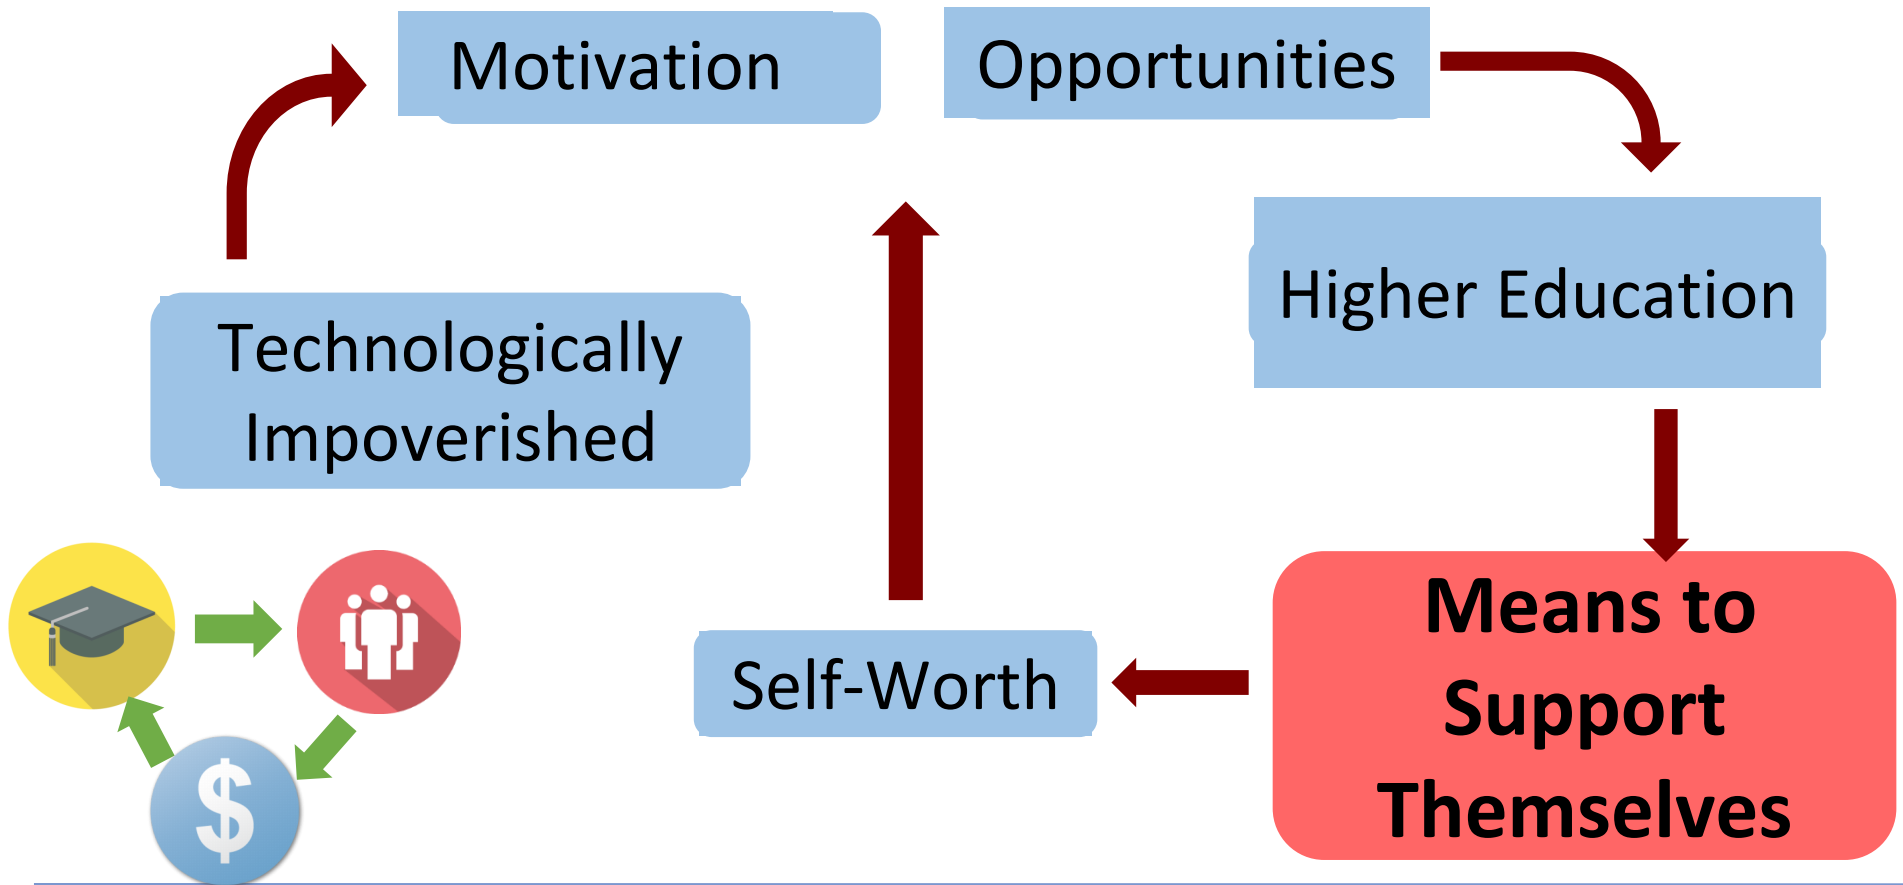 Motivation
Opportunities
Higher Education
Technologically
Impoverished
Means to
Support
Themselves
Self-Worth
$